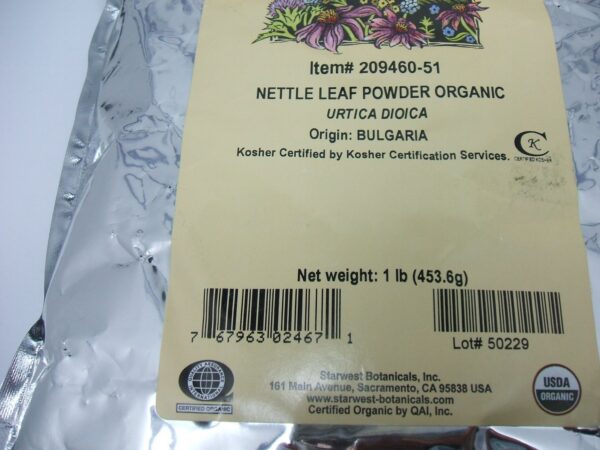 Item# 209460-51
NETTLE LEAF POWDER ORGANIC
URTICA DIOICA
Origin: BULGARIA
Kosher Certified by Kosher Certification Services.
K
CERTIFIED KOSHER
Net weight: 1 lb (453.6g)
7 67963 02467 1
Lot# 50229
Starwest Botanicals, Inc.
161 Main Avenue, Sacramento, CA 95838 USA
www.starwest-botanicals.com
Certified Organic by QAI, Inc.
CERTIFIED ORGANIC
USDA
ORGANIC